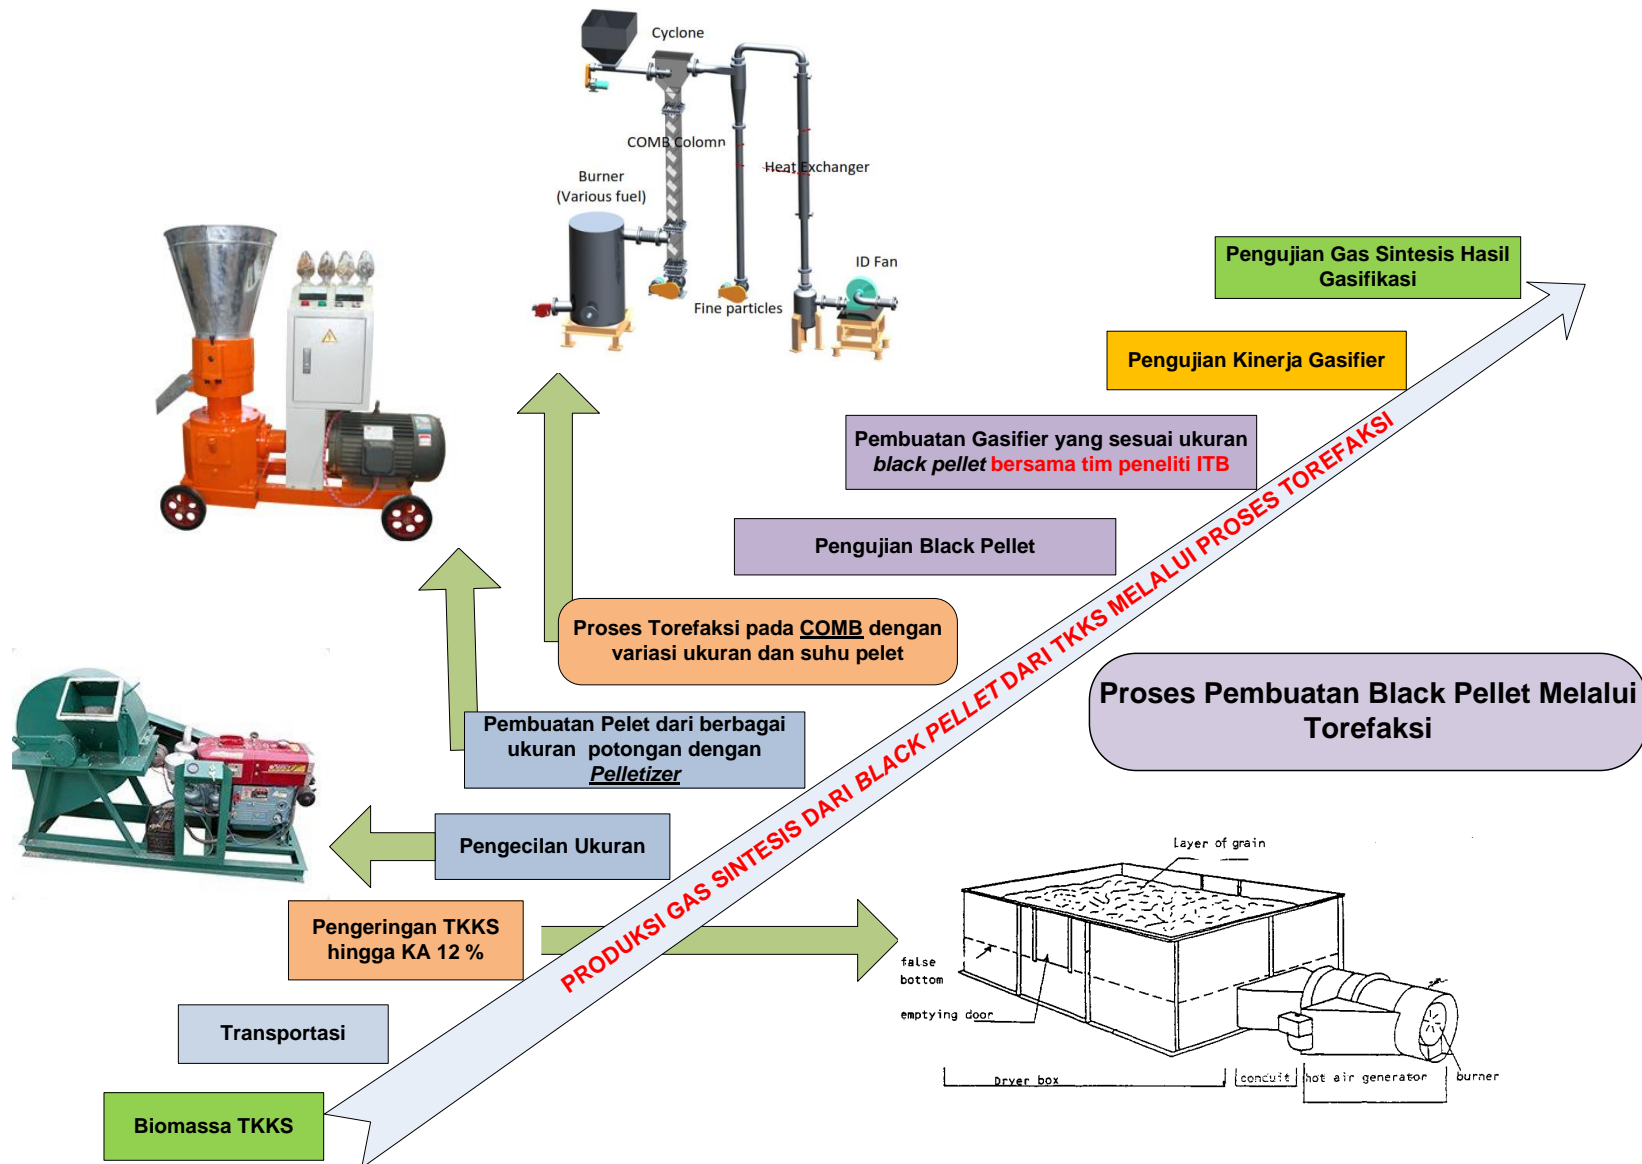 Cyclone
COMB Colomn
Heat Exchanger
Burner
(Various fuel)
ID Fan
Fine particles
Pengujian Gas Sintesis Hasil
Gasifikasi
Pengujian Kinerja Gasifier
Pembuatan Gasifier yang sesuai ukuran
black pellet bersama tim peneliti ITB
Pengujian Black Pellet
Proses Torefaksi pada COMB dengan
variasi ukuran dan suhu pelet
Pembuatan Pelet dari berbagai
ukuran potongan dengan
Pelletizer
Pengecilan Ukuran
Pengeringan TKKS
hingga KA 12 %
Transportasi
Biomassa TKKS
PRODUKSI GAS SINTESIS DARI BLACK PELLET DARI TKKS MELALUI PROSES TOREFAKSI
Proses Pembuatan Black Pellet Melalui
Torefaksi
Layer of grain
false
bottom
emptying door
Dryer box
conduit
hot air generator
burner